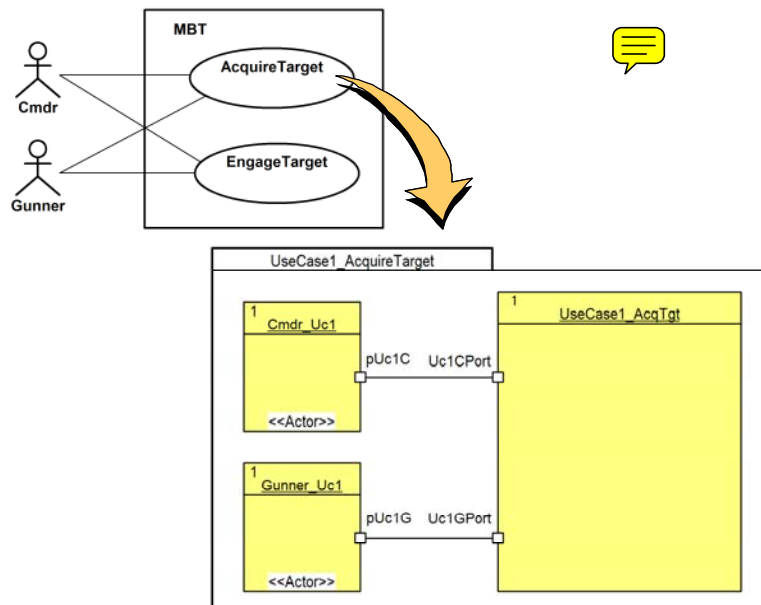 MBT
AcquireTarget
Cmdr
EngageTarget
Gunner
UseCase1_AcquireTarget
1
Cmdr_Uc1
<<Actor>>
1
UseCase1_AcqTgt
pUc1C
Uc1CPort
1
Gunner_Uc1
<<Actor>>
pUc1G
Uc1GPort